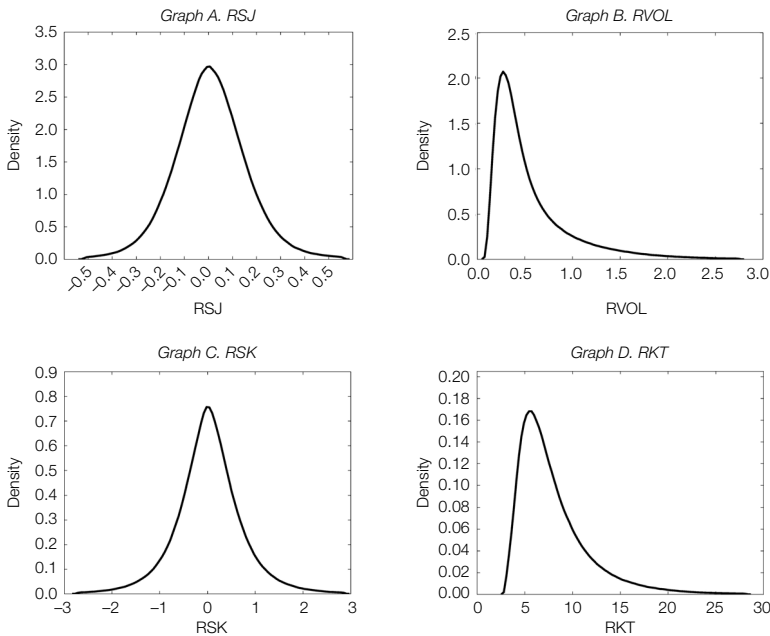 Graph A. RSJ
3.5
3.0
2.5
2.0
1.5
1.0
0.5
0.0
Density
−0.5 −0.4 −0.3 −0.2 −0.1 0.0 0.1 0.2 0.3 0.4 0.5
RSJ
Graph B. RVOL
2.5
2.0
1.5
1.0
0.5
0.0
Density
0.0 0.5 1.0 1.5 2.0 2.5 3.0
RVOL
Graph C. RSK
0.9
0.8
0.7
0.6
0.5
0.4
0.3
0.2
0.1
0.0
Density
−3 −2 −1 0 1 2 3
RSK
Graph D. RKT
0.20
0.18
0.16
0.14
0.12
0.10
0.08
0.06
0.04
0.02
0.00
Density
0 5 10 15 20 25 30
RKT